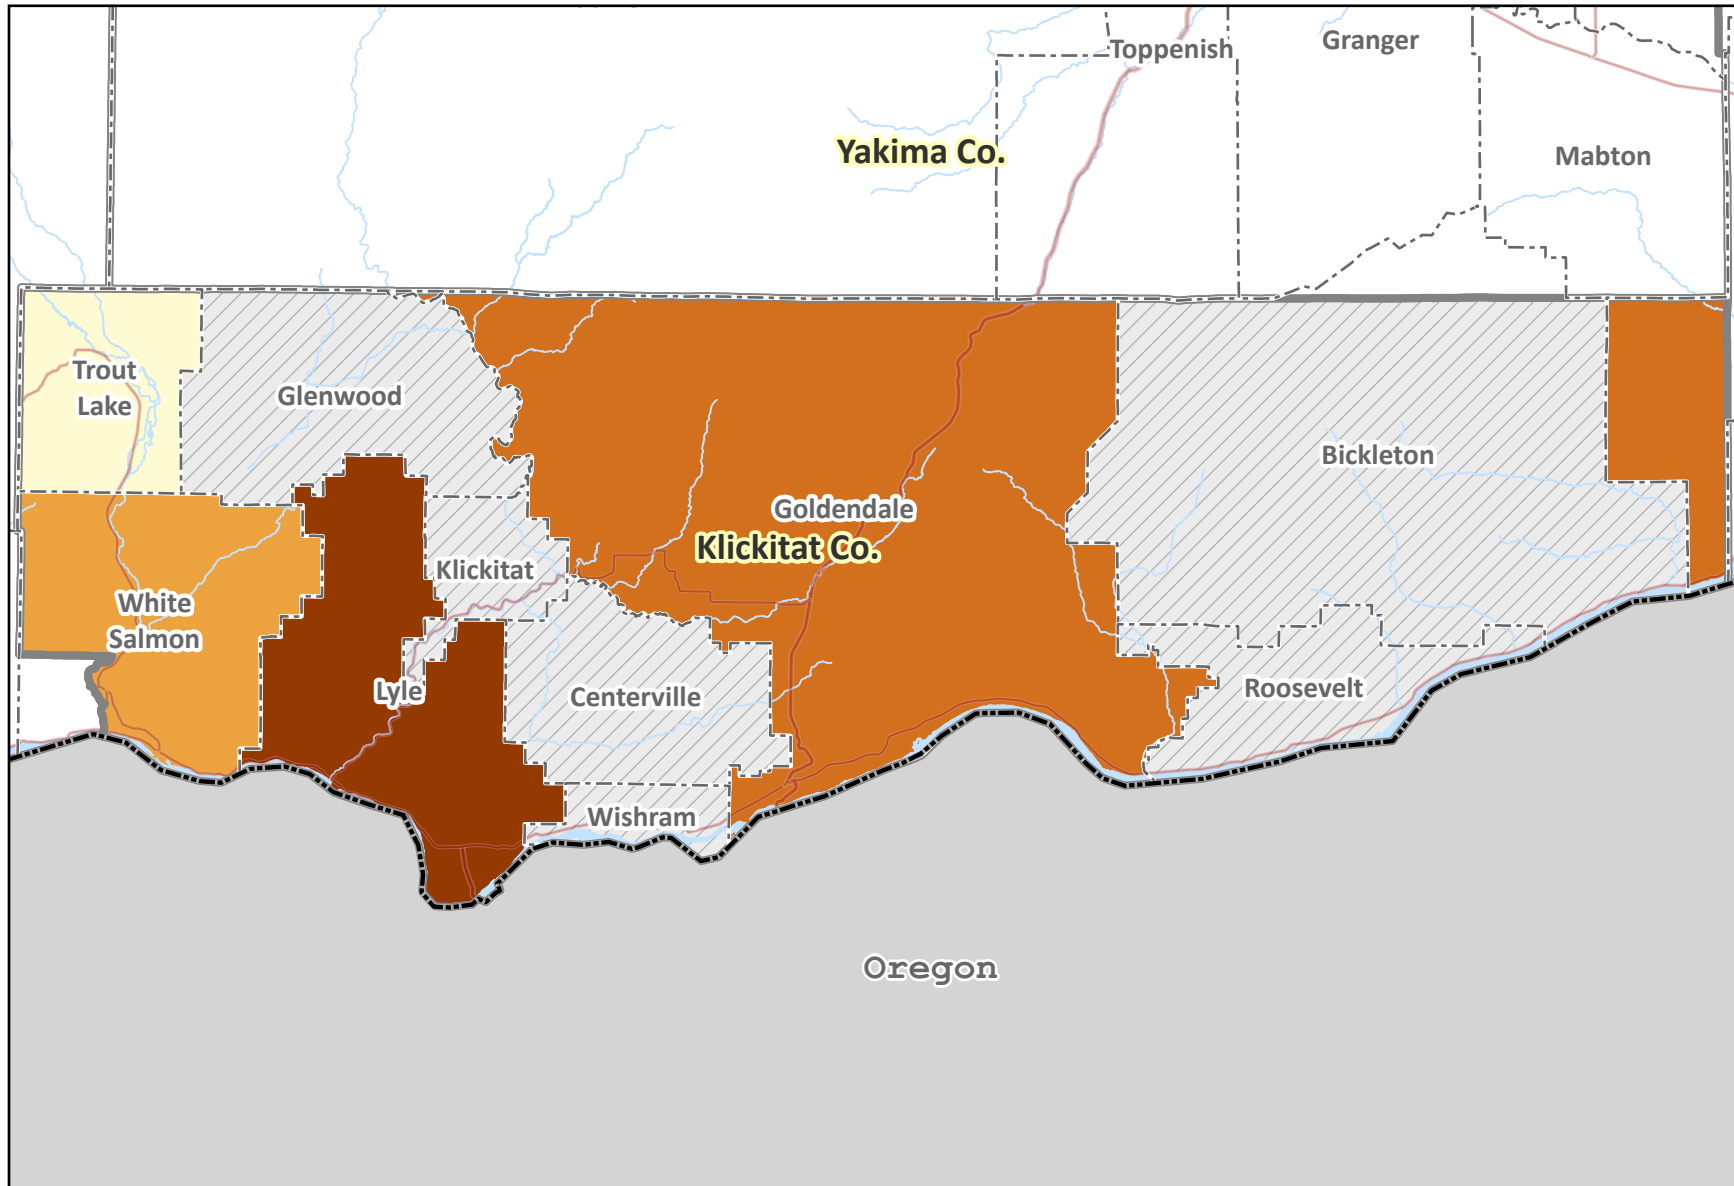 Toppenish
Granger
Yakima Co.
Mabton
Trout
Lake
Glenwood
Bickleton
Goldendale
Klickitat Co.
Klickitat
White
Salmon
Lyle
Centerville
Roosevelt
Wishram
Oregon